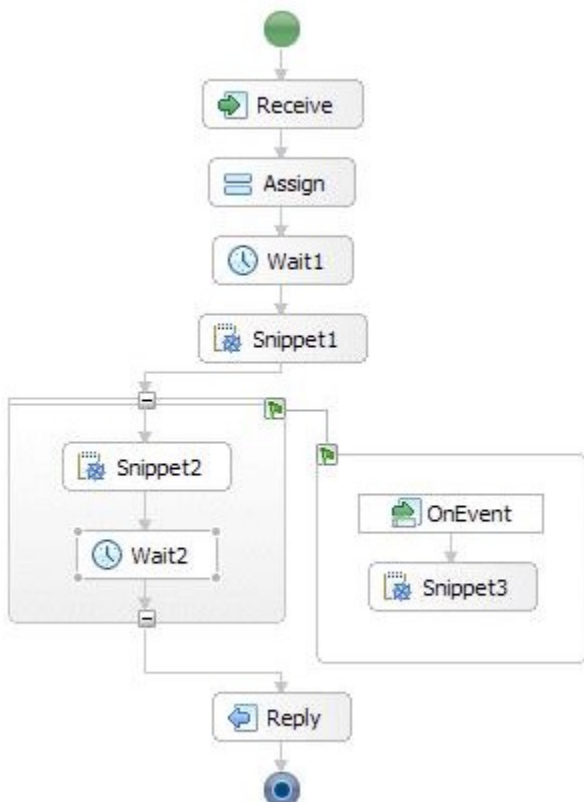 Receive
Assign
Wait1
Snippet1
Snippet2
Wait2
OnEvent
Snippet3
Reply